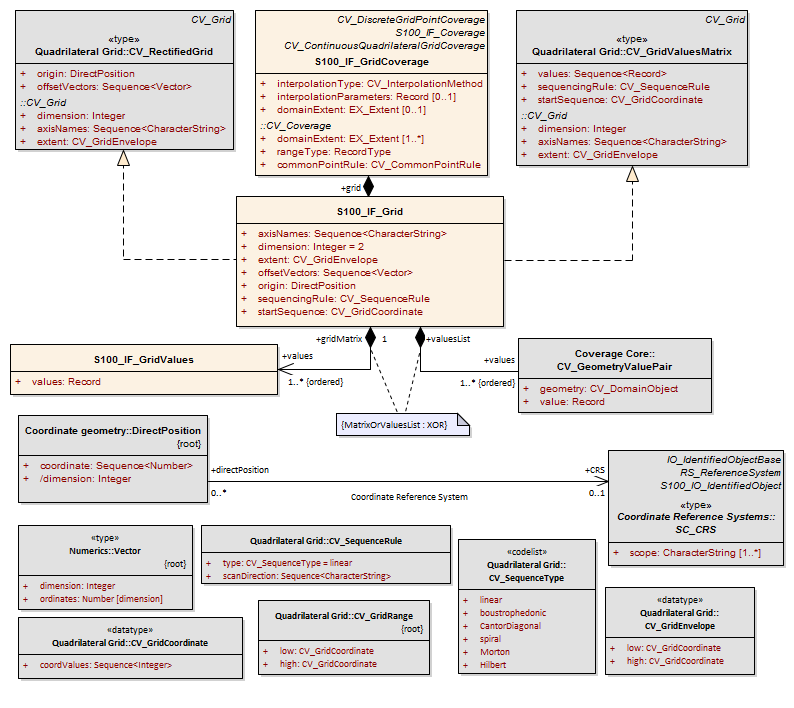 CV_Grid
«type»
Quadrilateral Grid::CV_RectifiedGrid
+ origin: DirectPosition
+ offsetVectors: Sequence<Vector>
::CV_Grid
+ dimension: Integer
+ axisNames: Sequence<CharacterString>
+ extent: CV_GridEnvelope
CV_DiscreteGridPointCoverage
S100_IF_Coverage
CV_ContinuousQuadrilateralGridCoverage
S100_IF_GridCoverage
+ interpolationType: CV_InterpolationMethod
+ interpolationParameters: Record [0..1]
+ domainExtent: EX_Extent [0..1]
::CV_Coverage
+ domainExtent: EX_Extent [1..*]
+ rangeType: RecordType
+ commonPointRule: CV_CommonPointRule
CV_Grid
«type»
Quadrilateral Grid::CV_GridValuesMatrix
+ values: Sequence<Record>
+ sequencingRule: CV_SequenceRule
+ startSequence: CV_GridCoordinate
::CV_Grid
+ dimension: Integer
+ axisNames: Sequence<CharacterString>
+ extent: CV_GridEnvelope
+grid
S100_IF_Grid
+ axisNames: Sequence<CharacterString>
+ dimension: Integer = 2
+ extent: CV_GridEnvelope
+ offsetVectors: Sequence<Vector>
+ origin: DirectPosition
+ sequencingRule: CV_SequenceRule
+ startSequence: CV_GridCoordinate
+gridMatrix 1 +valuesList
S100_IF_GridValues
+ values: Record
+values
1..* {ordered}
+values
1..* {ordered}
Coverage Core::
CV_GeometryValuePair
+ geometry: CV_DomainObject
+ value: Record
{MatrixOrValuesList : XOR}
Coordinate geometry::DirectPosition
{root}
+ coordinate: Sequence<Number>
+ /dimension: Integer
+directPosition
0..*
Coordinate Reference System
+CRS
0..1
IO_IdentifiedObjectBase
RS_ReferenceSystem
S100_IO_IdentifiedObject
«type»
Coordinate Reference Systems::
SC_CRS
+ scope: CharacterString [1..*]
«type»
Numerics::Vector
{root}
+ dimension: Integer
+ ordinates: Number [dimension]
Quadrilateral Grid::CV_SequenceRule
+ type: CV_SequenceType = linear
+ scanDirection: Sequence<CharacterString>
«codelist»
Quadrilateral Grid::
CV_SequenceType
+ linear
+ boustrophedonic
+ CantorDiagonal
+ spiral
+ Morton
+ Hilbert
«datatype»
Quadrilateral Grid::
CV_GridEnvelope
+ low: CV_GridCoordinate
+ high: CV_GridCoordinate
«datatype»
Quadrilateral Grid::CV_GridCoordinate
+ coordValues: Sequence<Integer>
Quadrilateral Grid::CV_GridRange
{root}
+ low: CV_GridCoordinate
+ high: CV_GridCoordinate